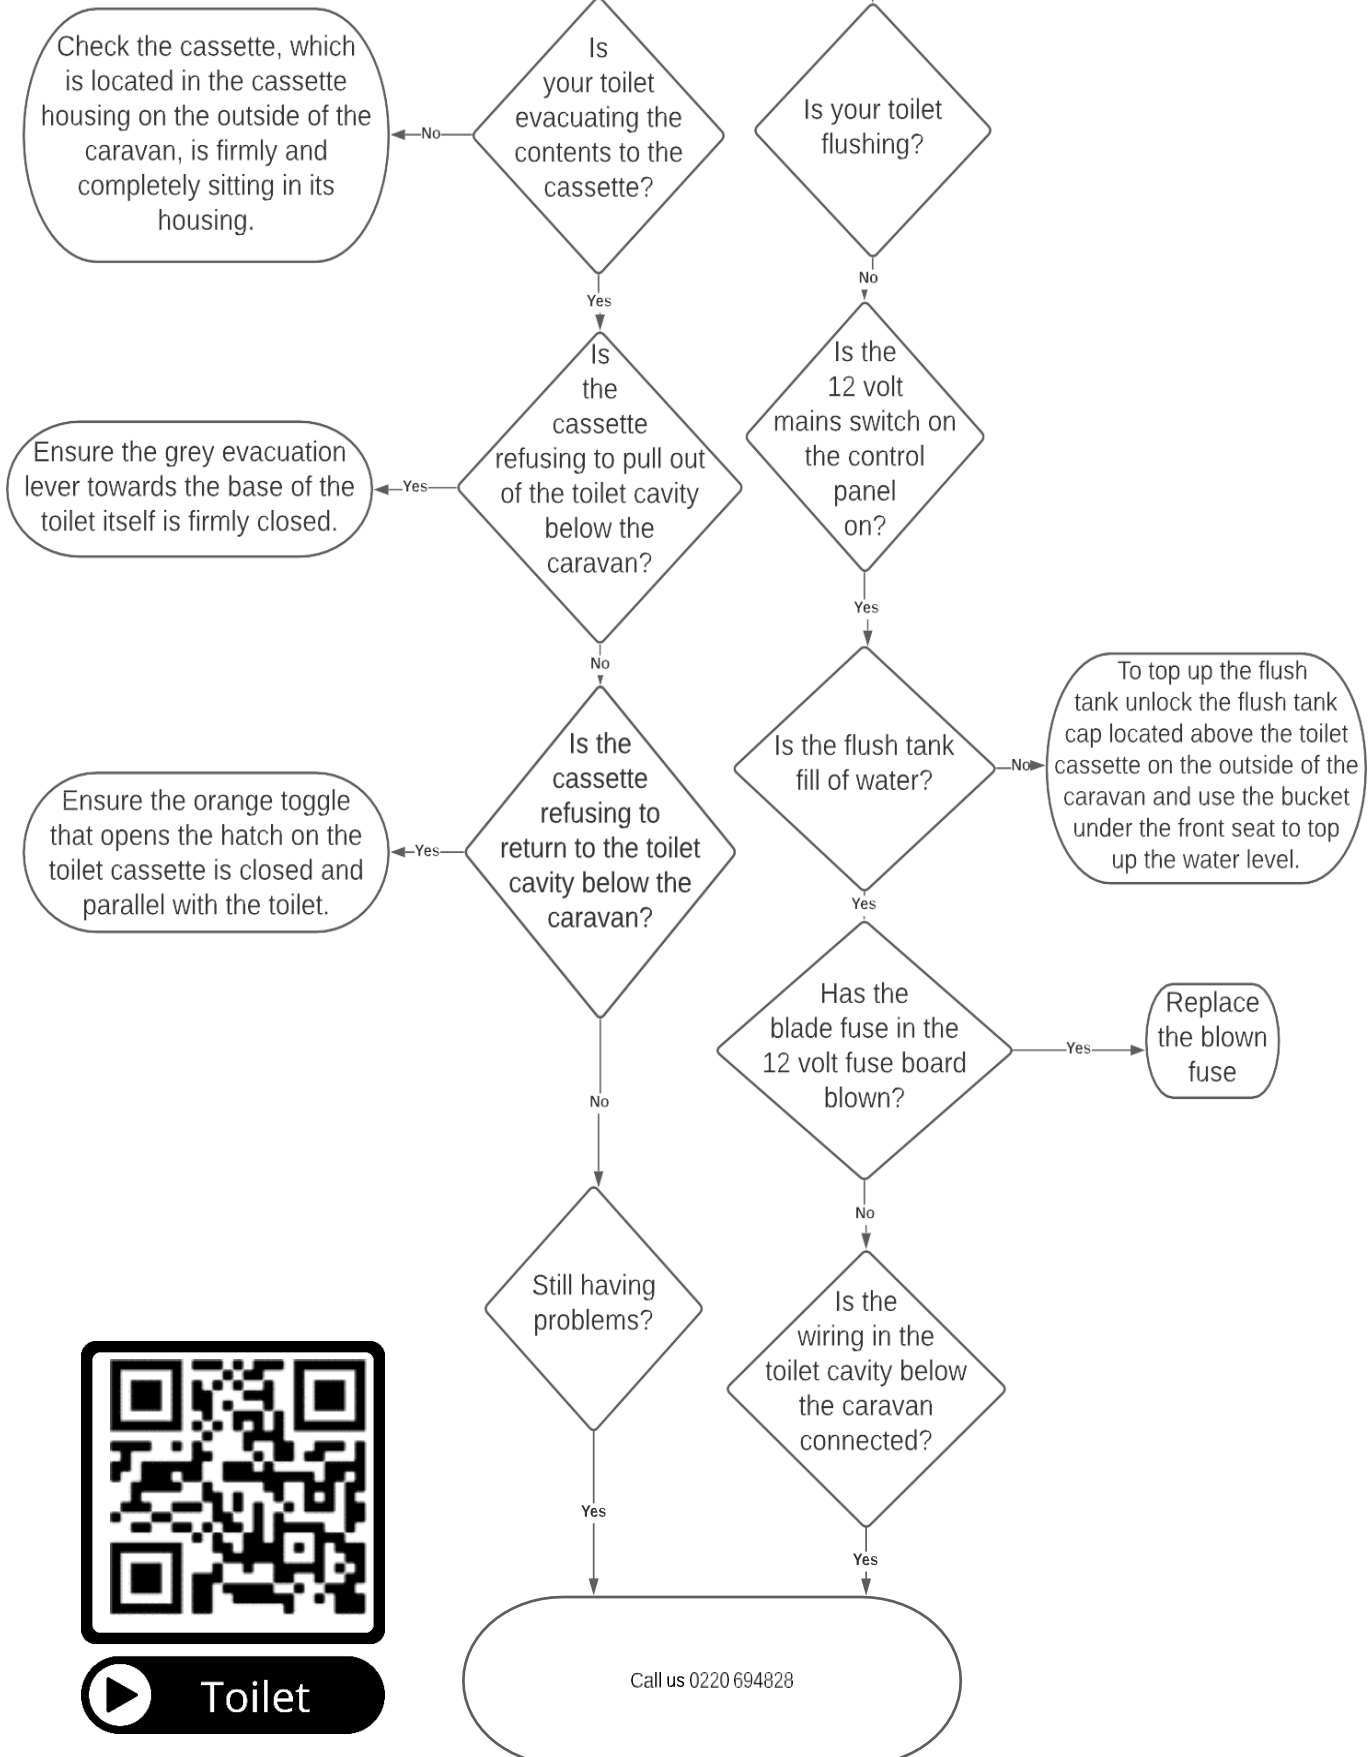 Check the cassette, which
is located in the cassette
housing on the outside of the
caravan, is firmly and
completely sitting in its
housing.
No
Is
your toilet
evacuating the
contents to the
cassette?
Yes
Is your toilet
flushing?
No
Ensure the grey evacuation
lever towards the base of the
toilet itself is firmly closed.
Yes
Is
the
cassette
refusing to pull out
of the toilet cavity
below the
caravan?
No
Is the
12 volt
mains switch on
the control
panel
on?
Yes
Ensure the orange toggle
that opens the hatch on the
toilet cassette is closed and
parallel with the toilet.
Yes
Is the
cassette
refusing to
return to the toilet
cavity below the
caravan?
No
Is the flush tank
fill of water?
No
To top up the flush
tank unlock the flush tank
cap located above the toilet
cassette on the outside of the
caravan and use the bucket
under the front seat to top
up the water level.
Yes
Has the
blade fuse in the
12 volt fuse board
blown?
Yes
Replace
the blown
fuse
No
Still having
problems?
Yes
Is the
wiring in the
toilet cavity below
the caravan
connected?
Yes
Call us 0220 694828
Toilet